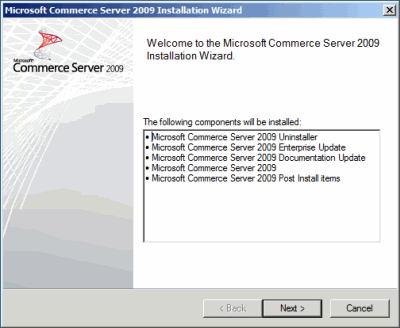 Microsoft Commerce Server 2009 Installation Wizard
Microsoft
Commerce Server 2009
Welcome to the Microsoft Commerce Server 2009
Installation Wizard.
The following components will be installed:
• Microsoft Commerce Server 2009 Uninstaller
• Microsoft Commerce Server 2009 Enterprise Update
• Microsoft Commerce Server 2009 Documentation Update
• Microsoft Commerce Server 2009
• Microsoft Commerce Server 2009 Post Install items
< Back
Next >
Cancel